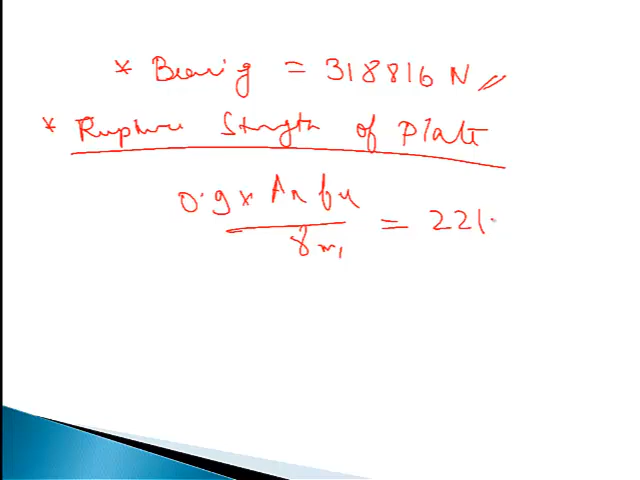 * Bearing = 318816 N //
* Rupture Strength of Plate
0.9 x An fu
γm1 = 221.